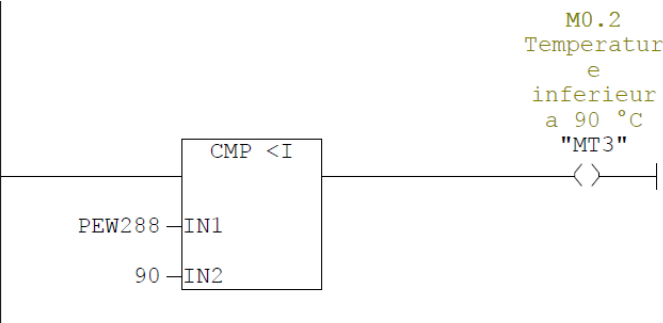 M0.2
Temperatur
e
inferieur
a 90 °C
"MT3"
CMP <I
PEW288
IN1
90
IN2